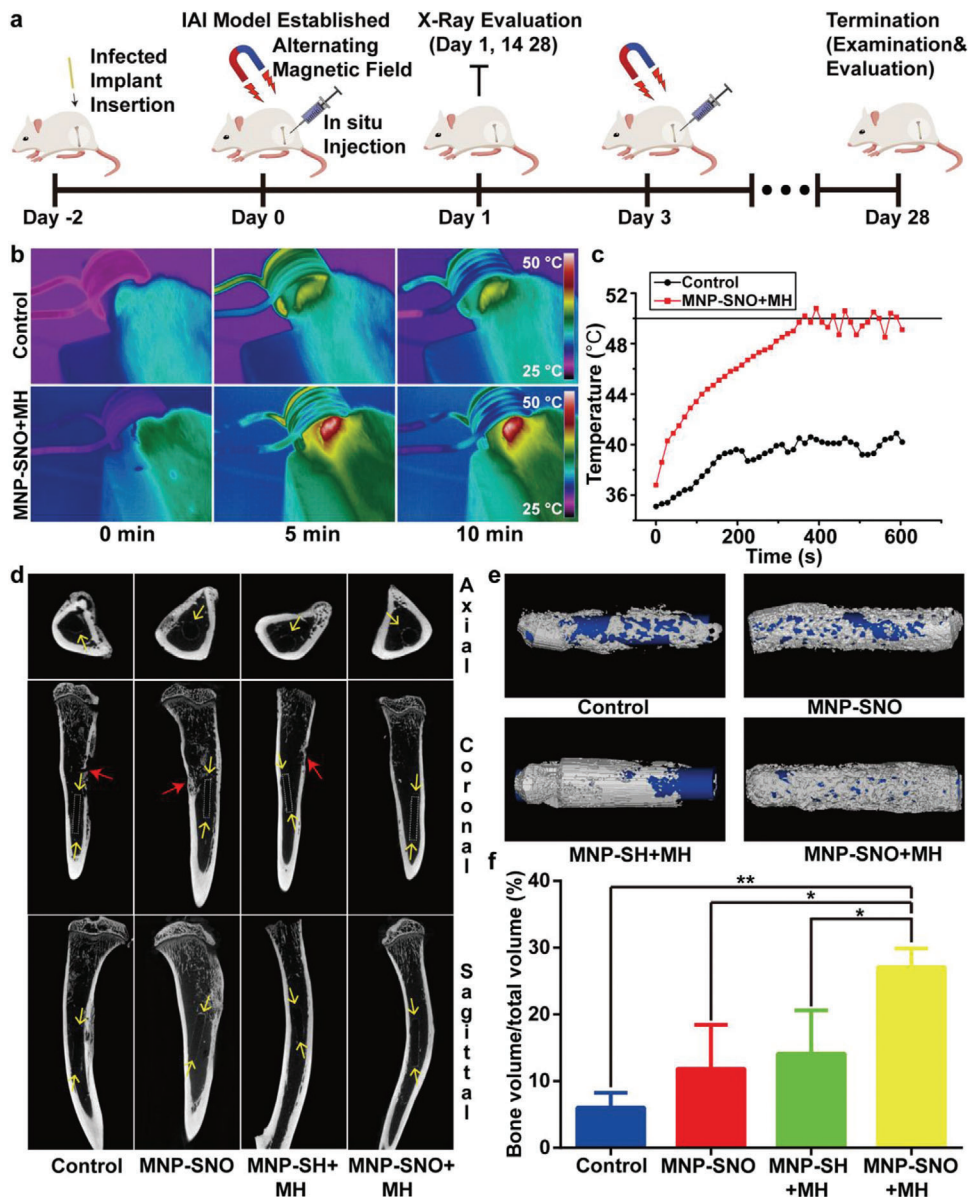 a
Infected
Implant
Insertion
IAI Model Established
Alternating
Magnetic Field
In situ
Injection
X-Ray Evaluation
(Day 1, 14 28)
Termination
(Examination&
Evaluation)
Day -2
Day 0
Day 1
Day 3
Day 28
b
Control
MNP-SNO+MH
50 °C
25 °C
50 °C
25 °C
50 °C
25 °C
50 °C
25 °C
0 min
5 min
10 min
c
Control
MNP-SNO+MH
Temperature (°C)
52
48
44
40
36
0
200
400
600
Time (s)
d
Axial
Coronal
Sagittal
Control
MNP-SNO
MNP-SH+
MH
MNP-SNO+
MH
e
Control
MNP-SNO
MNP-SH+MH
MNP-SNO+MH
f
Bone volume/total volume (%)
40
30
20
10
0
**
*
*
Control
MNP-SNO
MNP-SH
+MH
MNP-SNO
+MH